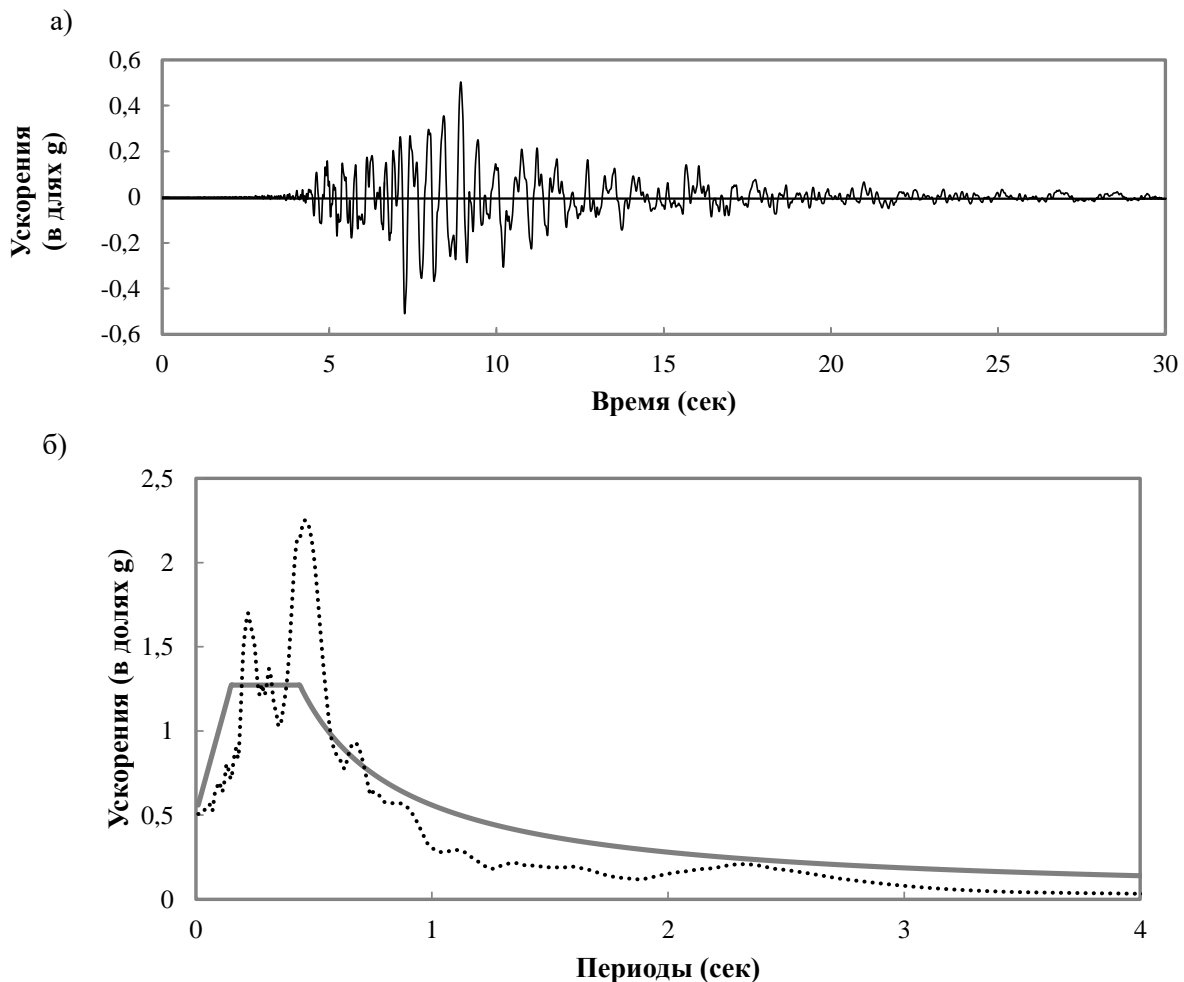 а)
Ускорения
(в длях g)
0,6
0,4
0,2
0
-0,2
-0,4
-0,6
0 5 10 15 20 25 30
Время (сек)
б)
Ускорения (в долях g)
2,5
2
1,5
1
0,5
0
0 1 2 3 4
Периоды (сек)